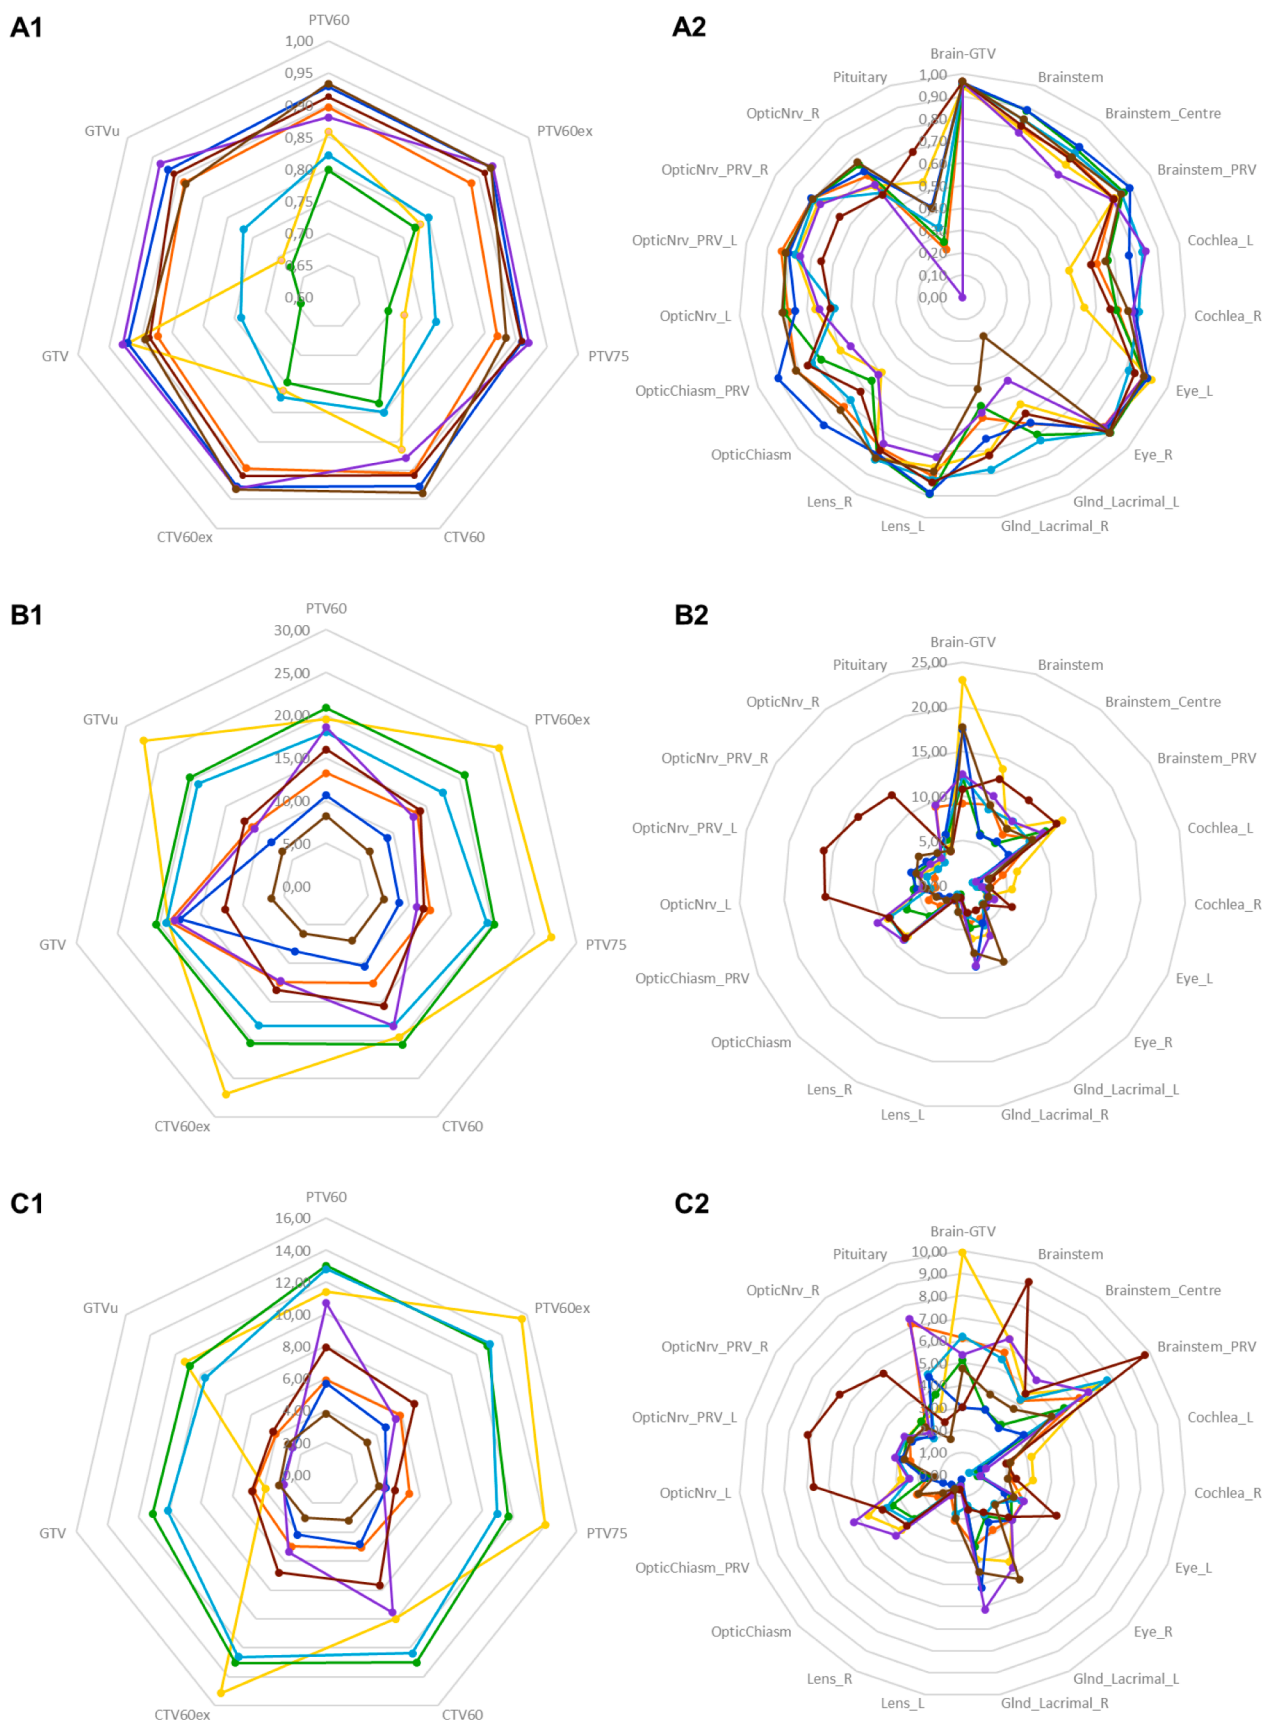 A1
PTV60
1,00
0,95
0,90
0,85
0,80
0,75
0,70
0,65
0,60
PTV60ex
PTV75
CTV60
CTV60ex
GTV
GTVu
A2
Brain-GTV
1,00
0,90
0,80
0,70
0,60
0,50
0,40
0,30
0,20
0,10
0,00
Brainstem
Brainstem_Centre
Brainstem_PRV
Cochlea_L
Cochlea_R
Eye_L
Eye_R
Glnd_Lacrimal_L
Glnd_Lacrimal_R
Lens_L
Lens_R
OpticChiasm
OpticChiasm_PRV
OpticNrv_L
OpticNrv_PRV_L
OpticNrv_PRV_R
OpticNrv_R
Pituitary
B1
PTV60
30,00
25,00
20,00
15,00
10,00
5,00
0,00
PTV60ex
PTV75
CTV60
CTV60ex
GTV
GTVu
B2
Brain-GTV
25,00
20,00
15,00
10,00
5,00
Brainstem
Brainstem_Centre
Brainstem_PRV
Cochlea_L
Cochlea_R
Eye_L
Eye_R
Glnd_Lacrimal_L
Glnd_Lacrimal_R
Lens_L
Lens_R
OpticChiasm
OpticChiasm_PRV
OpticNrv_L
OpticNrv_PRV_L
OpticNrv_PRV_R
OpticNrv_R
Pituitary
C1
PTV60
16,00
14,00
12,00
10,00
8,00
6,00
4,00
2,00
0,00
PTV60ex
PTV75
CTV60
CTV60ex
GTV
GTVu
C2
Brain-GTV
10,00
9,00
8,00
7,00
6,00
5,00
4,00
3,00
2,00
1,00
Brainstem
Brainstem_Centre
Brainstem_PRV
Cochlea_L
Cochlea_R
Eye_L
Eye_R
Glnd_Lacrimal_L
Glnd_Lacrimal_R
Lens_L
Lens_R
OpticChiasm
OpticChiasm_PRV
OpticNrv_L
OpticNrv_PRV_L
OpticNrv_PRV_R
OpticNrv_R
Pituitary